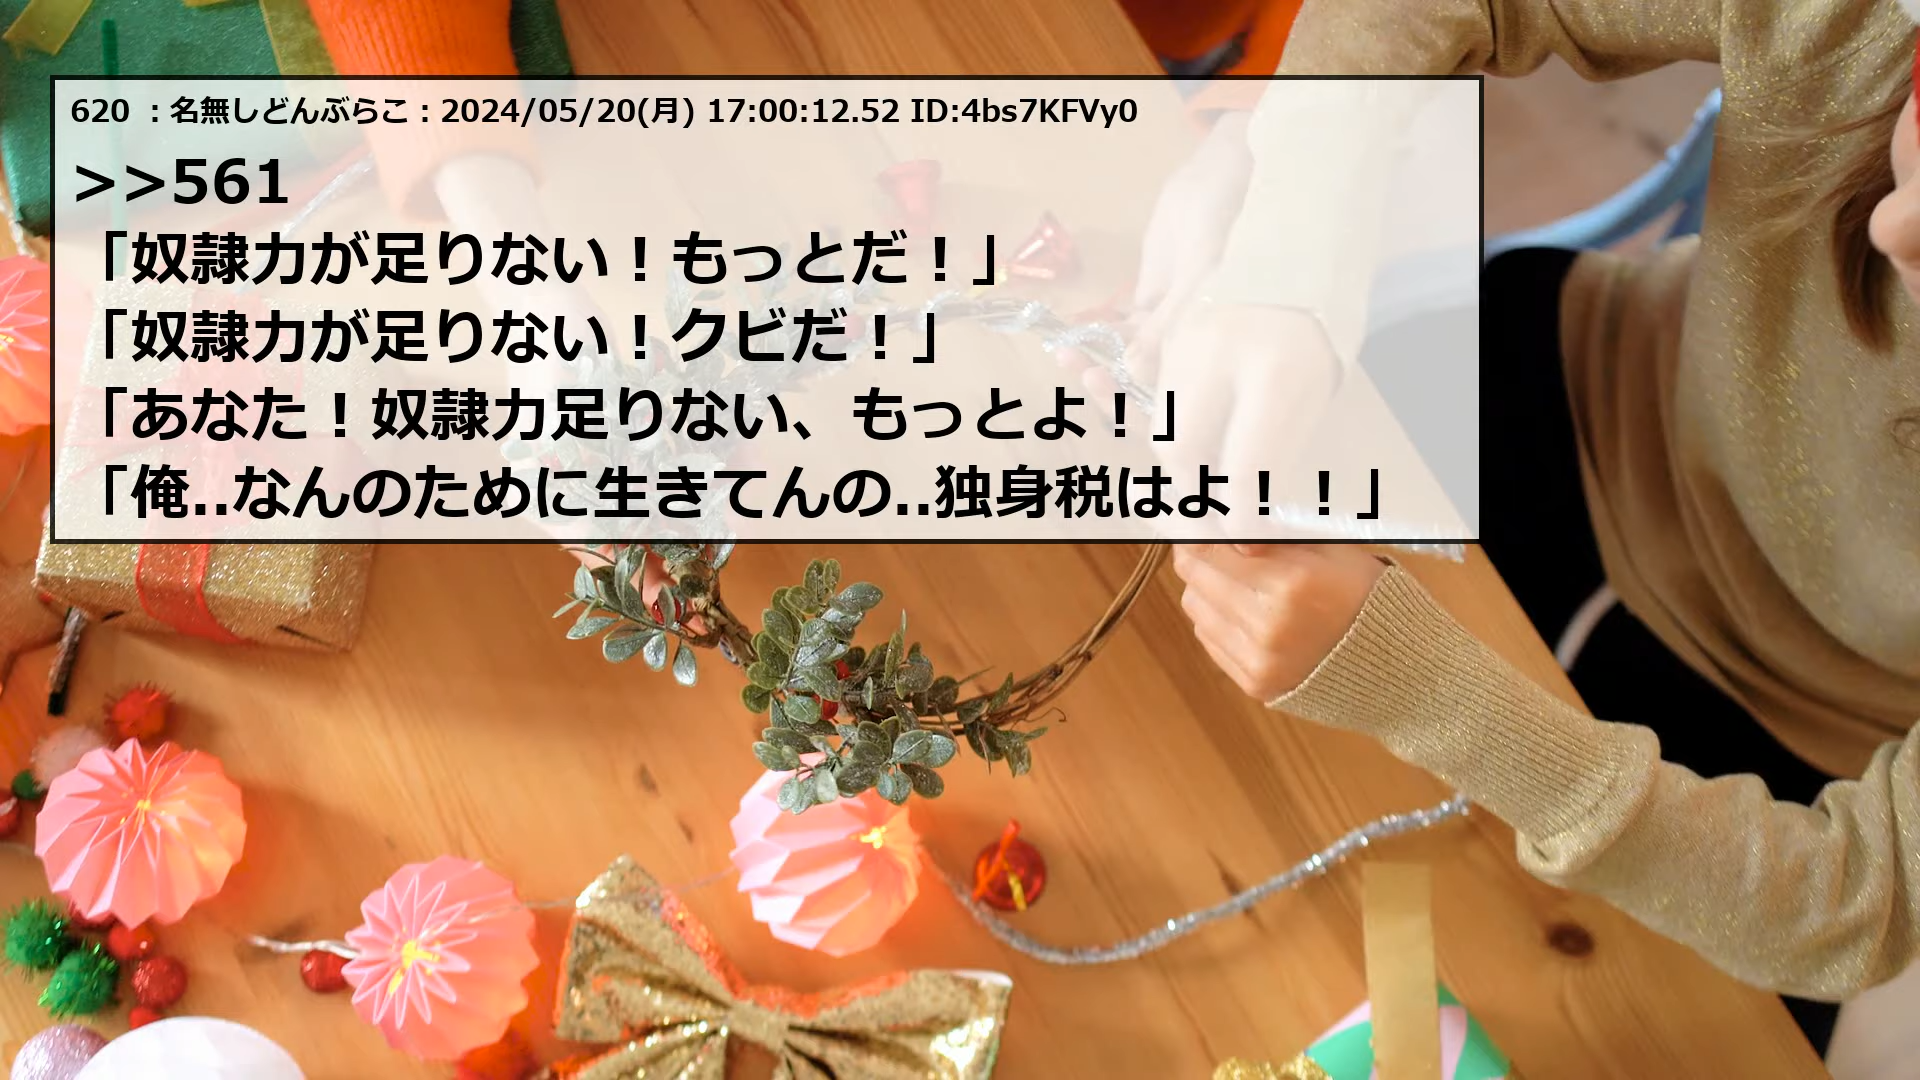 620 ：名無しどんぶらこ：2024/05/20(月) 17:00:12.52 ID:4bs7KFVy0
>>561
「奴隷力が足りない！もっとだ！」
「奴隷力が足りない！クビだ！」
「あなた！奴隷力足りない、もっとよ！」
「俺..なんのために生きてんの..独身税はよ！！」